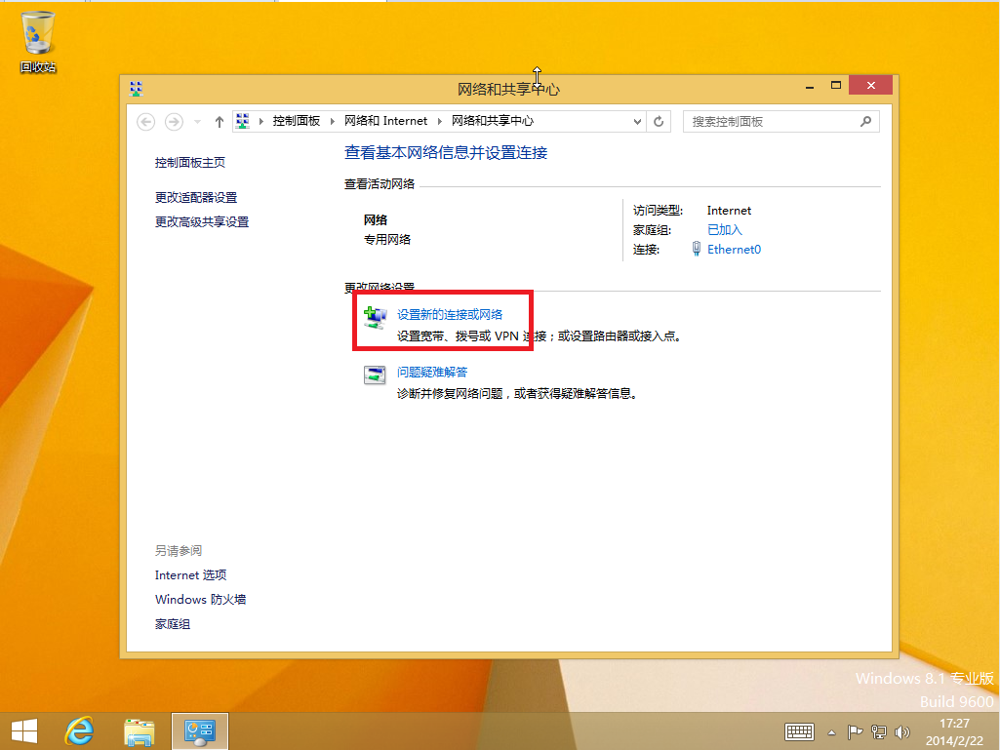 回收站
网络和共享中心
控制面板 网络和 Internet 网络和共享中心 搜索控制面板
控制面板主页
更改适配器设置
更改高级共享设置
查看基本网络信息并设置连接
查看活动网络
网络
专用网络
访问类型: Internet
家庭组: 已加入
连接: Ethernet0
更改网络设置
设置新的连接或网络
设置宽带、拨号或 VPN 连接；或设置路由器或接入点。
问题疑难解答
诊断并修复网络问题，或者获得疑难解答信息。
另请参阅
Internet 选项
Windows 防火墙
家庭组
Windows 8.1 专业版
Build 9600
17:27
2014/2/22